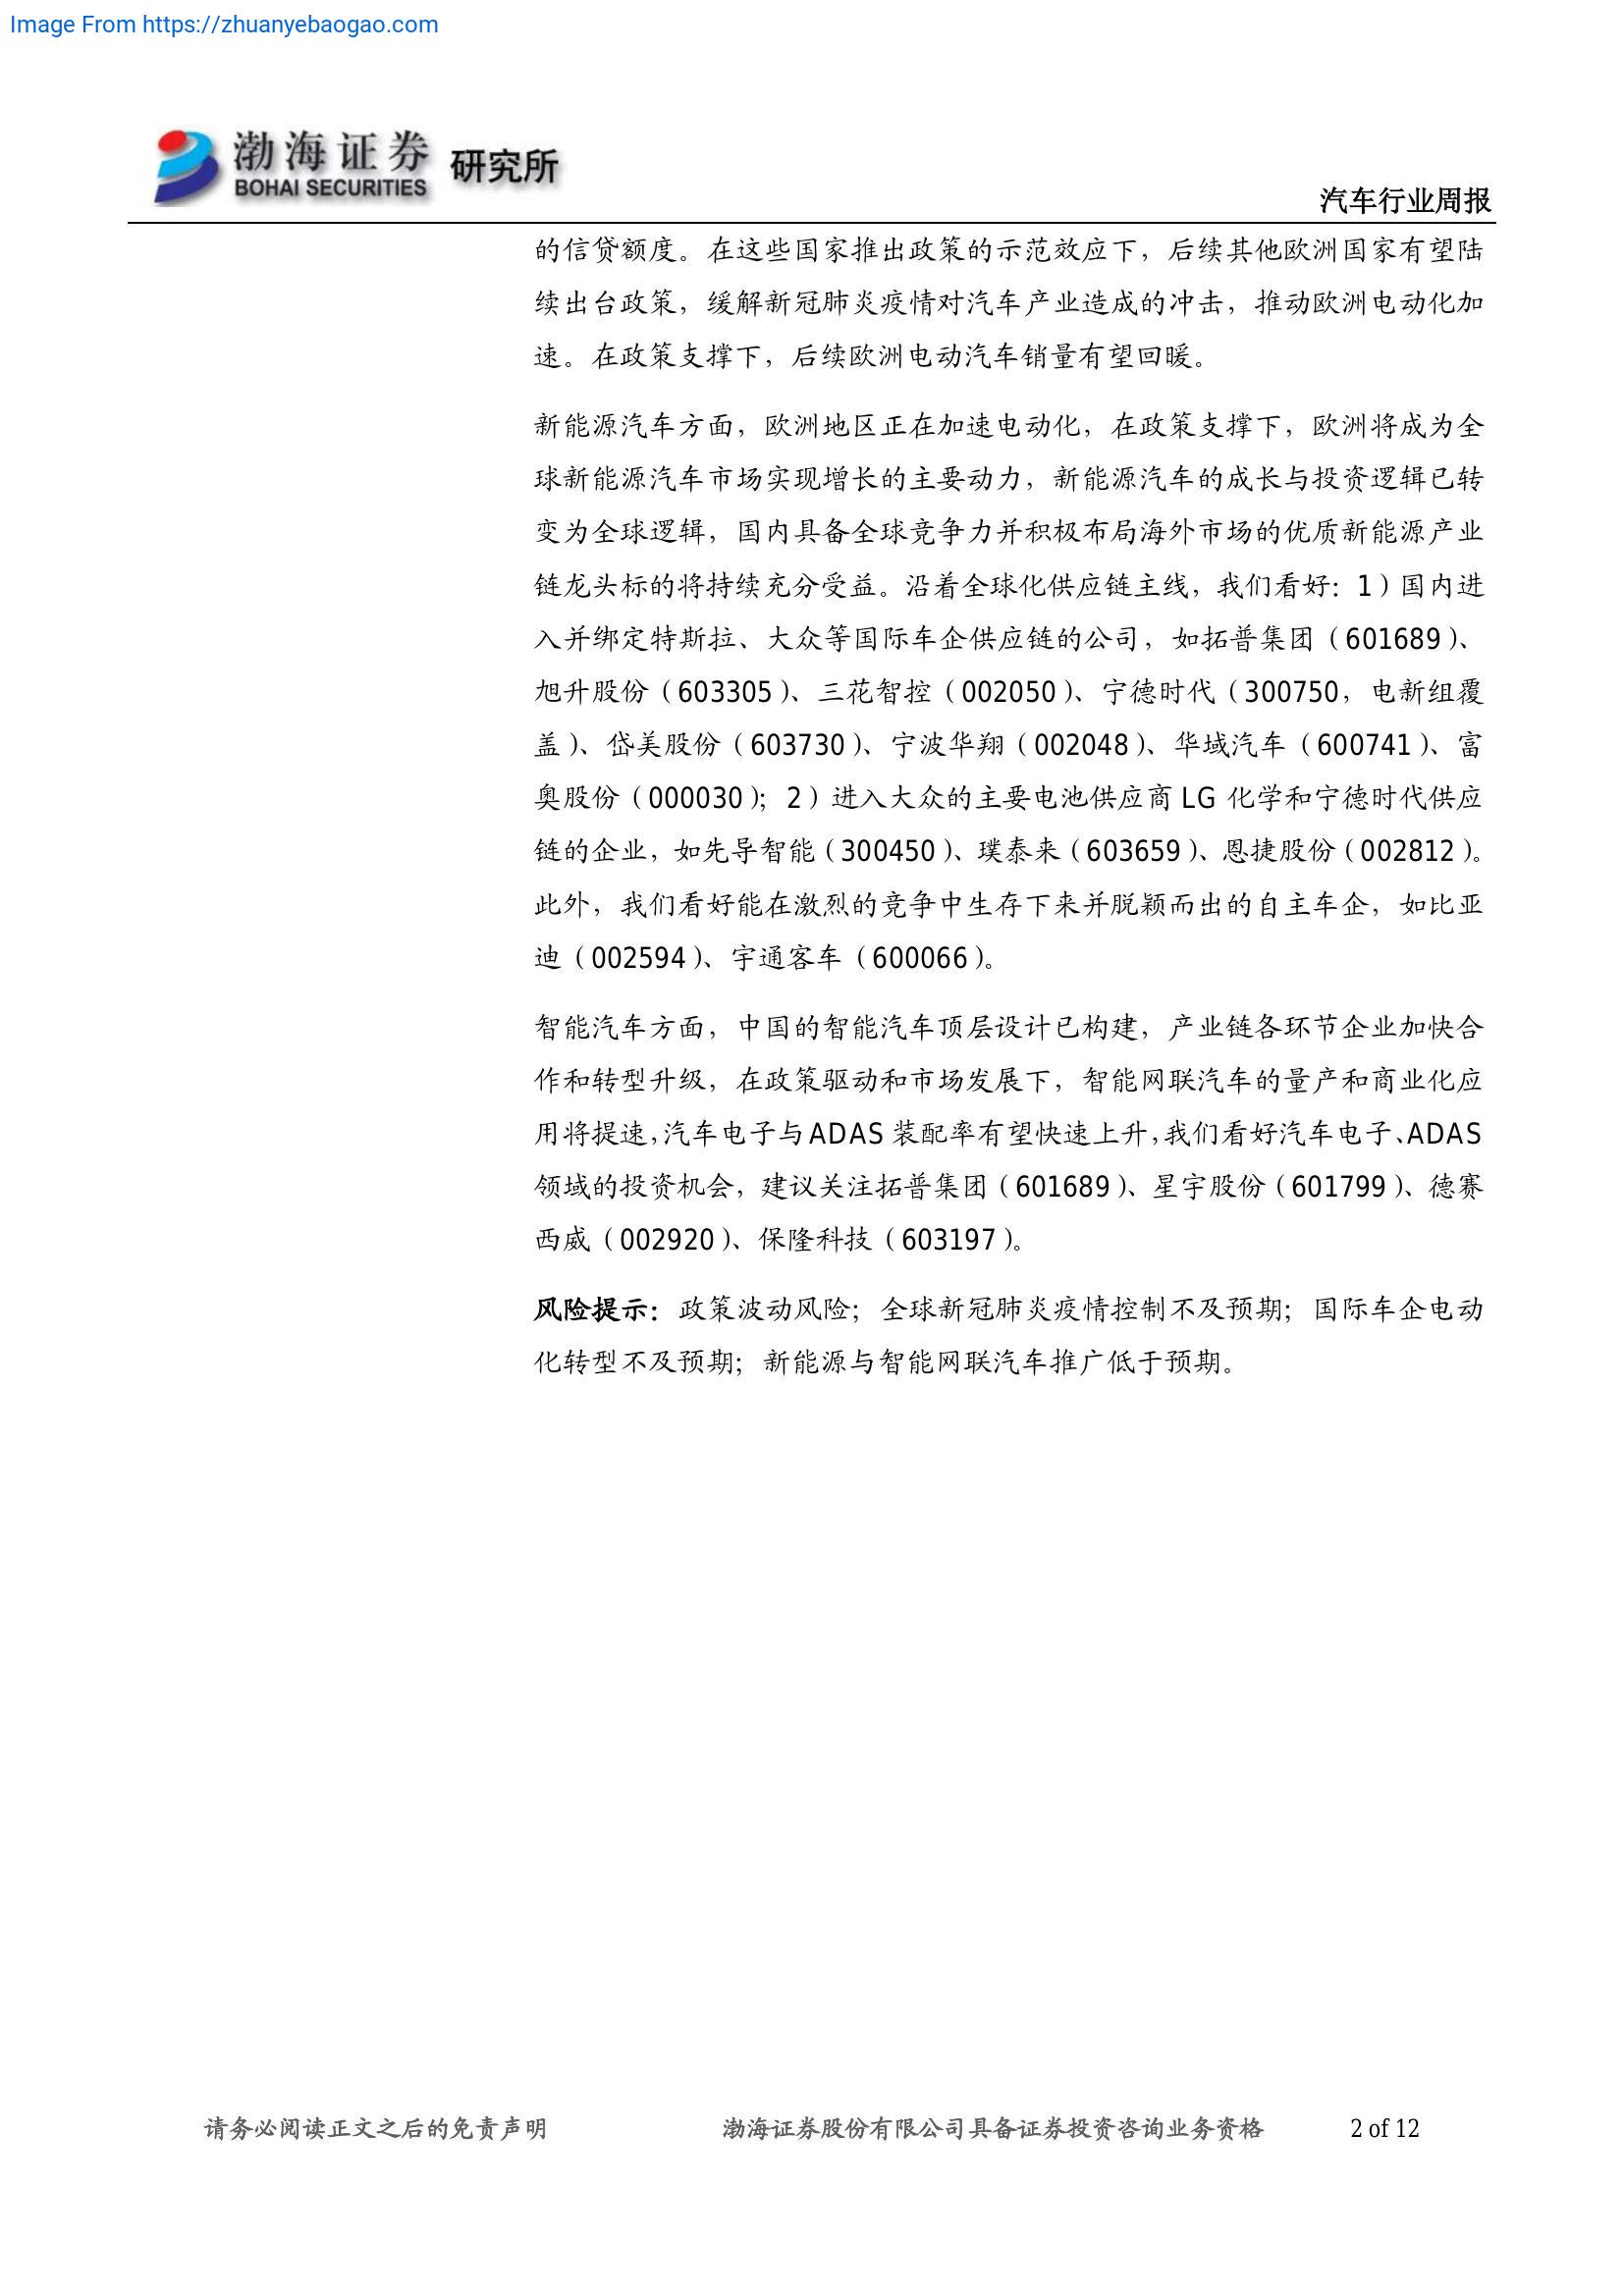 Image From https://zhuanyebaogao.com
渤海证券 研究所
BOHAI SECURITIES
汽车行业周报
的信贷额度。在这些国家推出政策的示范效应下，后续其他欧洲国家有望陆
续出台政策，缓解新冠肺炎疫情对汽车产业造成的冲击，推动欧洲电动化加
速。在政策支撑下，后续欧洲电动汽车销量有望回暖。
新能源汽车方面，欧洲地区正在加速电动化，在政策支撑下，欧洲将成为全
球新能源汽车市场实现增长的主要动力，新能源汽车的成长与投资逻辑已转
变为全球逻辑，国内具备全球竞争力并积极布局海外市场的优质新能源产业
链龙头标的将持续充分受益。沿着全球化供应链主线，我们看好：1）国内进
入并绑定特斯拉、大众等国际车企供应链的公司，如拓普集团（601689）、
旭升股份（603305）、三花智控（002050）、宁德时代（300750，电新组覆
盖）、岱美股份（603730）、宁波华翔（002048）、华域汽车（600741）、富
奥股份（000030）；2）进入大众的主要电池供应商 LG 化学和宁德时代供应
链的企业，如先导智能（300450）、璞泰来（603659）、恩捷股份（002812）。
此外，我们看好能在激烈的竞争中生存下来并脱颖而出的自主车企，如比亚
迪（002594）、宇通客车（600066）。
智能汽车方面，中国的智能汽车顶层设计已构建，产业链各环节企业加快合
作和转型升级，在政策驱动和市场发展下，智能网联汽车的量产和商业化应
用将提速，汽车电子与 ADAS 装配率有望快速上升，我们看好汽车电子、ADAS
领域的投资机会，建议关注拓普集团（601689）、星宇股份（601799）、德赛
西威（002920）、保隆科技（603197）。
风险提示：政策波动风险；全球新冠肺炎疫情控制不及预期；国际车企电动
化转型不及预期；新能源与智能网联汽车推广低于预期。
请务必阅读正文之后的免责声明 渤海证券股份有限公司具备证券投资咨询业务资格 2 of 12